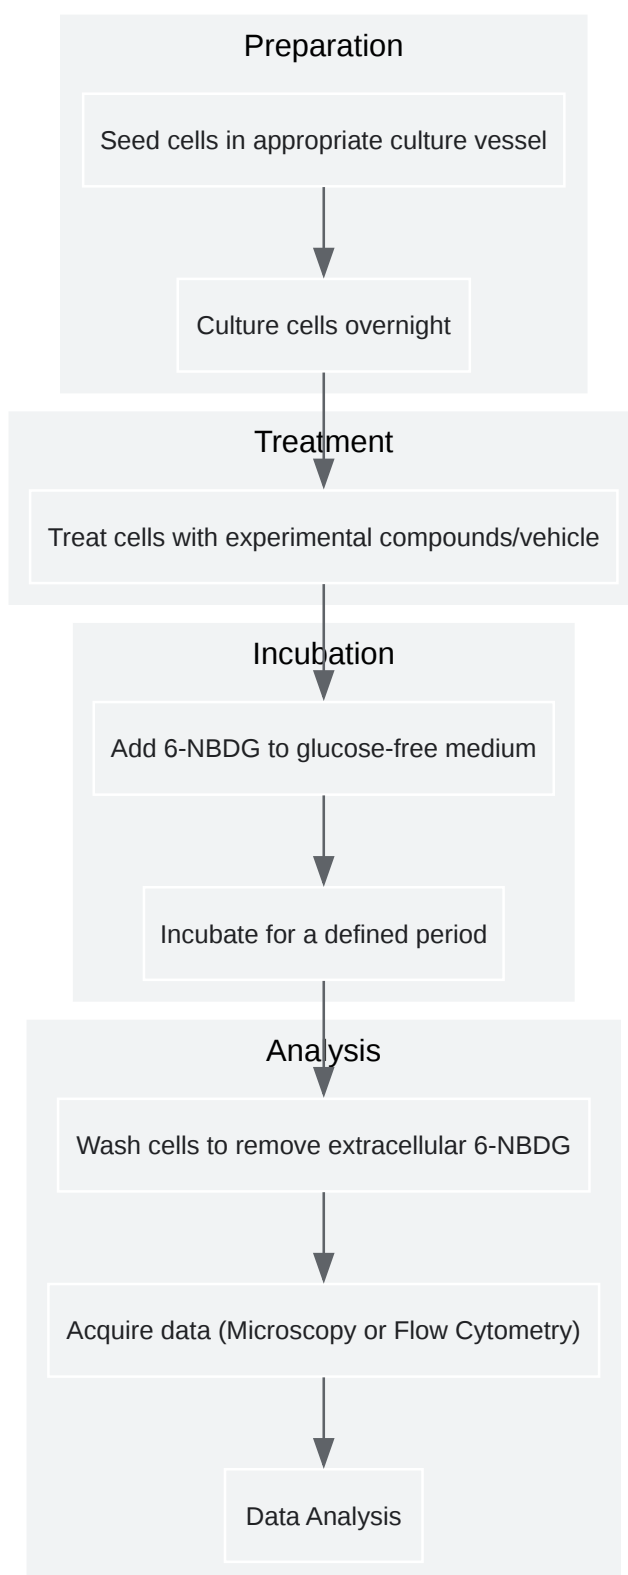 Preparation
Seed cells in appropriate culture vessel
Culture cells overnight
Treatment
Treat cells with experimental compounds/vehicle
Incubation
Add 6-NBDG to glucose-free medium
Incubate for a defined period
Analysis
Wash cells to remove extracellular 6-NBDG
Acquire data (Microscopy or Flow Cytometry)
Data Analysis